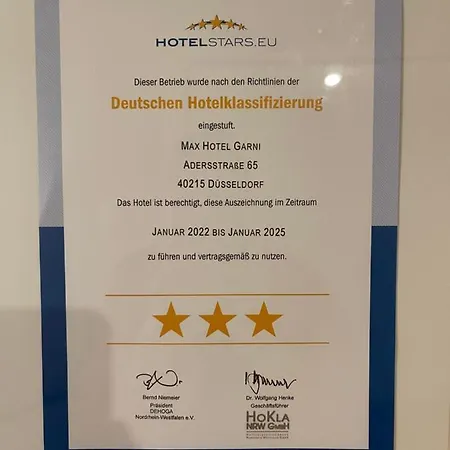 HOTELSTARS.EU
Dieser Betrieb wurde nach den Richtlinien der
Deutschen Hotelklassifizierung
eingestuft.
MAX HOTEL GARNI
ADERSSTRAßE 65
40215 DÜSSELDORF
Das Hotel ist berechtigt, diese Auszeichnung im Zeitraum
JANUAR 2022 BIS JANUAR 2025
zu führen und vertragsgemäß zu nutzen.
Bernd Niemeier
Präsident
DEHOGA
Nordrhein-Westfalen e.V.
Dr. Wolfgang Henke
Geschäftsführer
HOKLA
NRW GmbH